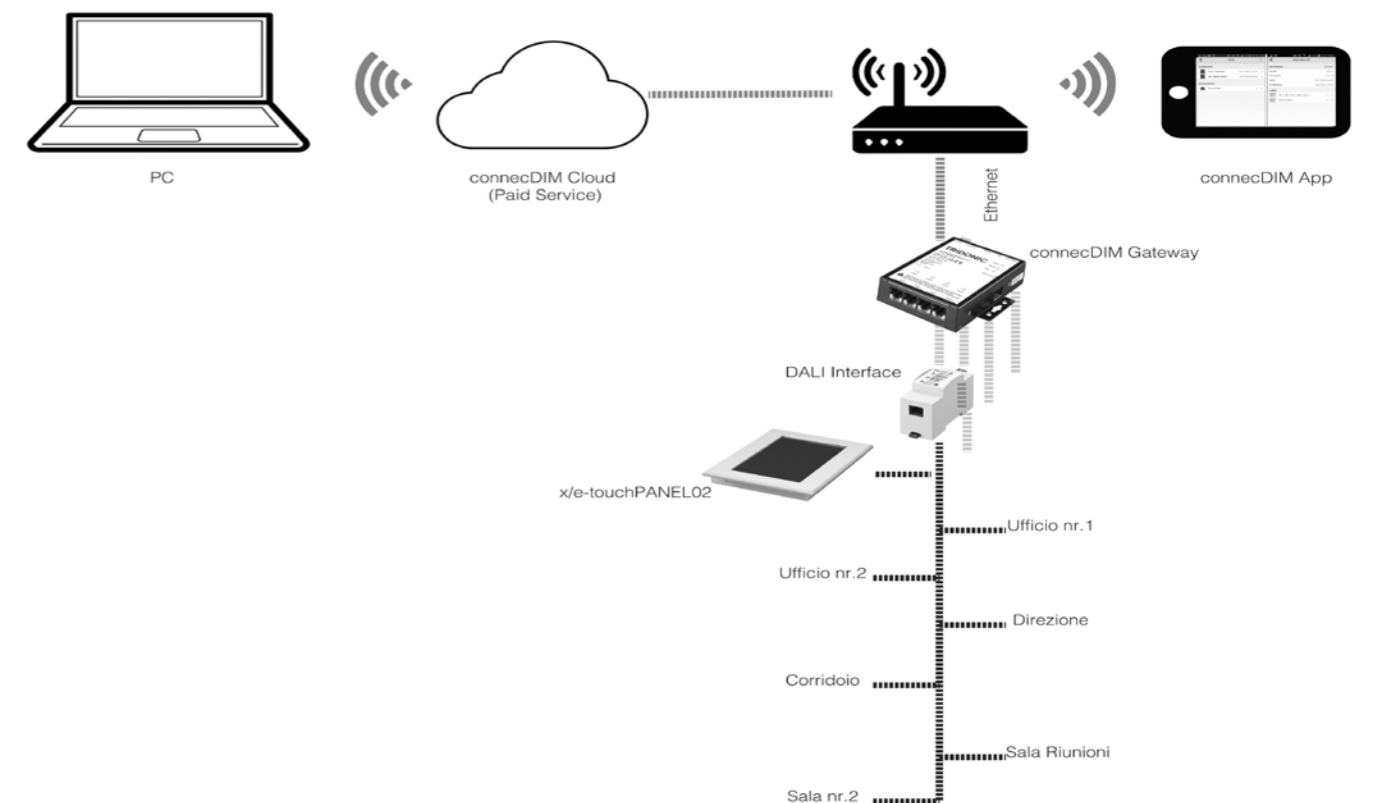 PC
connecDIM Cloud
(Paid Service)
connecDIM App
Ethernet
connecDIM Gateway
TRIDONIC
DALI Interface
x/e-touchPANEL02
Ufficio nr.1
Ufficio nr.2
Direzione
Corridoio
Sala Riunioni
Sala nr.2